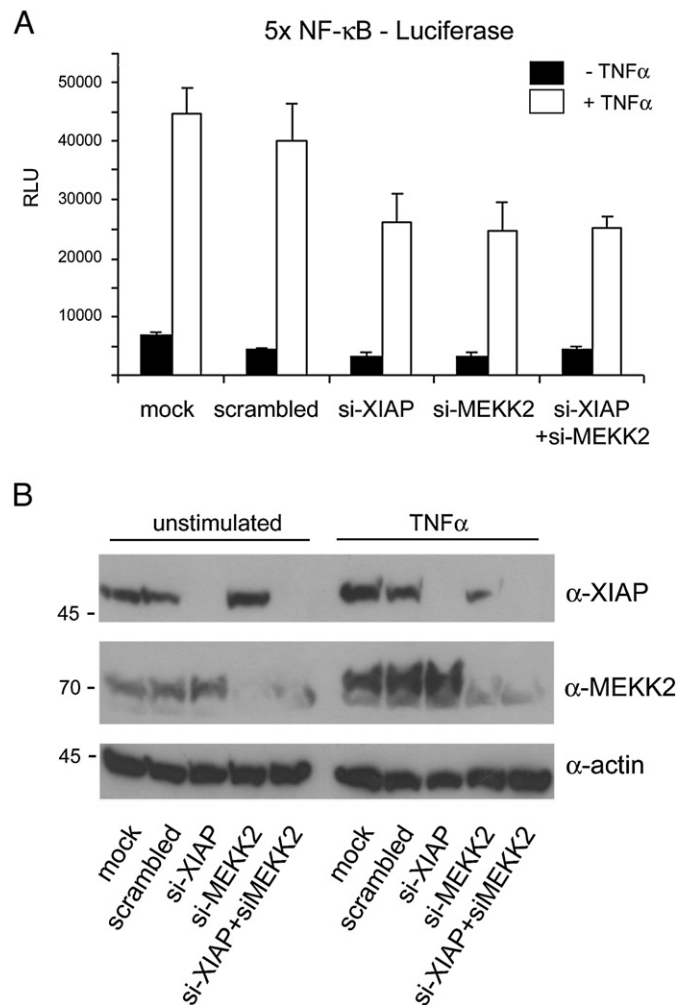 A
5x NF-κB - Luciferase
- TNFα
+ TNFα
RLU
50000
40000
30000
20000
10000
mock scrambled si-XIAP si-MEKK2 si-XIAP
+si-MEKK2
B
unstimulated TNFα
45 - α-XIAP
70 - α-MEKK2
45 - α-actin
mock scrambled si-XIAP si-MEKK2 si-XIAP+siMEKK2 mock scrambled si-XIAP si-MEKK2 si-XIAP+siMEKK2